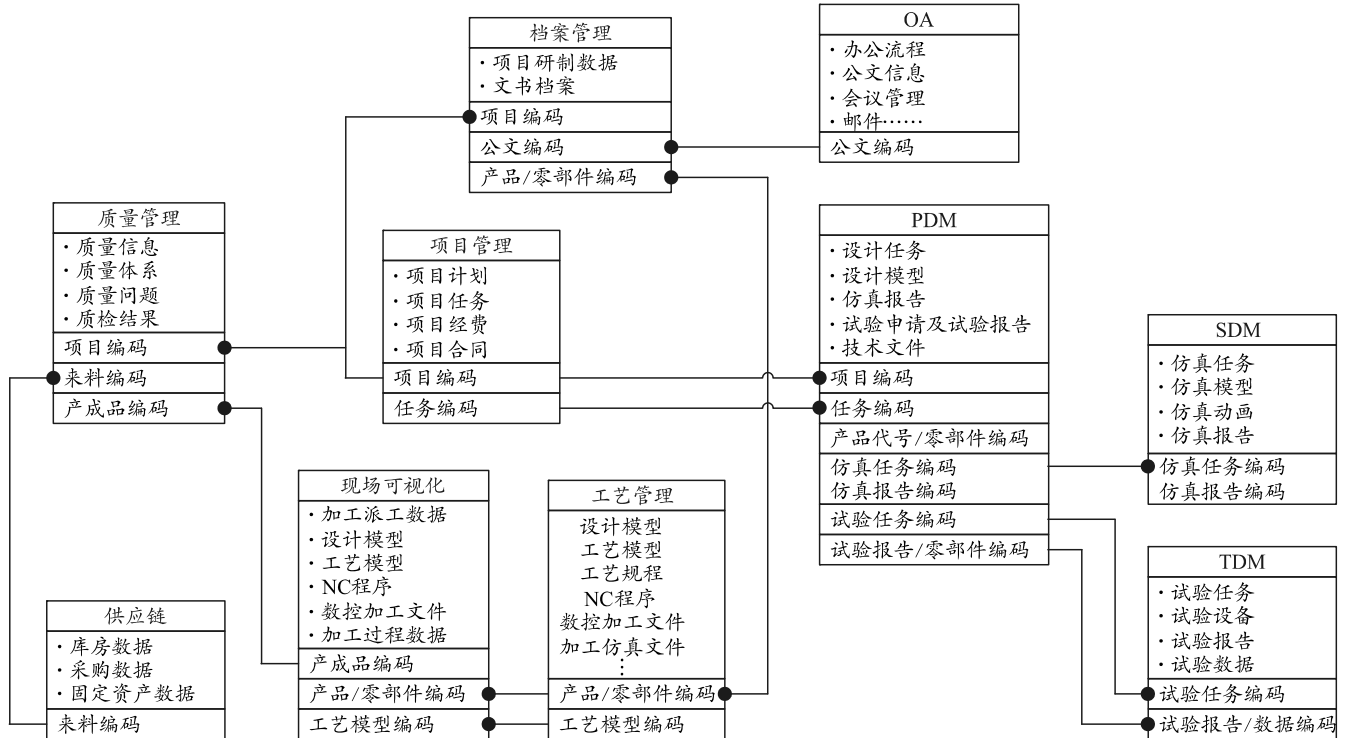 档案管理
·项目研制数据
·文书档案
项目编码
公文编码
产品/零部件编码
OA
·办公流程
·公文信息
·会议管理
·邮件……
公文编码
质量管理
·质量信息
·质量体系
·质量问题
·质检结果
项目编码
来料编码
产成品编码
项目管理
·项目计划
·项目任务
·项目经费
·项目合同
项目编码
任务编码
PDM
·设计任务
·设计模型
·仿真报告
·试验申请及试验报告
·技术文件
项目编码
任务编码
产品代号/零部件编码
仿真任务编码
仿真报告编码
试验任务编码
试验报告/零部件编码
SDM
·仿真任务
·仿真模型
·仿真动画
·仿真报告
仿真任务编码
仿真报告编码
现场可视化
·加工派工数据
·设计模型
·工艺模型
·NC程序
·数控加工文件
·加工过程数据
产成品编码
产品/零部件编码
工艺模型编码
工艺管理
设计模型
工艺模型
工艺规程
NC程序
数控加工文件
加工仿真文件
⋮
产品/零部件编码
工艺模型编码
TDM
·试验任务
·试验设备
·试验报告
·试验数据
试验任务编码
试验报告/数据编码
供应链
·库房数据
·采购数据
·固定资产数据
来料编码